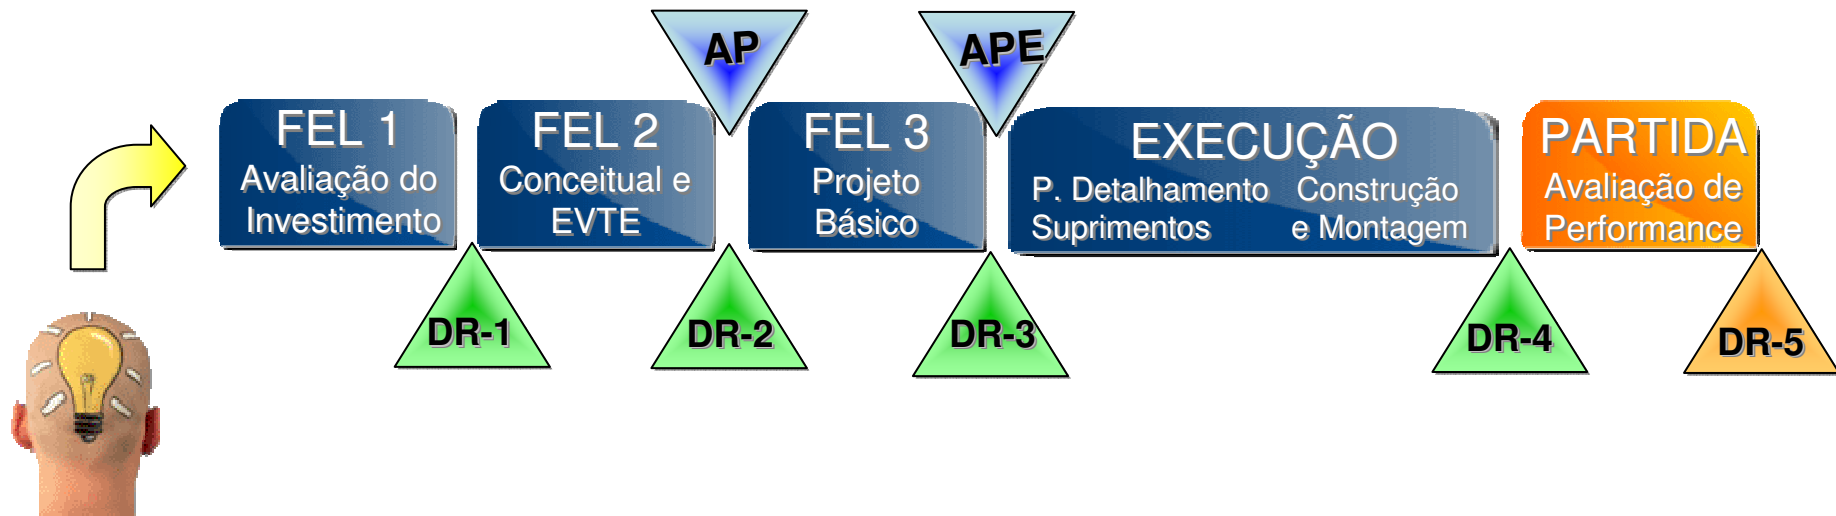 AP
APE
FEL 1
Avaliação do
Investimento
FEL 2
Conceitual e
EVTE
FEL 3
Projeto
Básico
EXECUÇÃO
P. Detalhamento Construção
Suprimentos e Montagem
PARTIDA
Avaliação de
Performance
DR-1
DR-2
DR-3
DR-4
DR-5